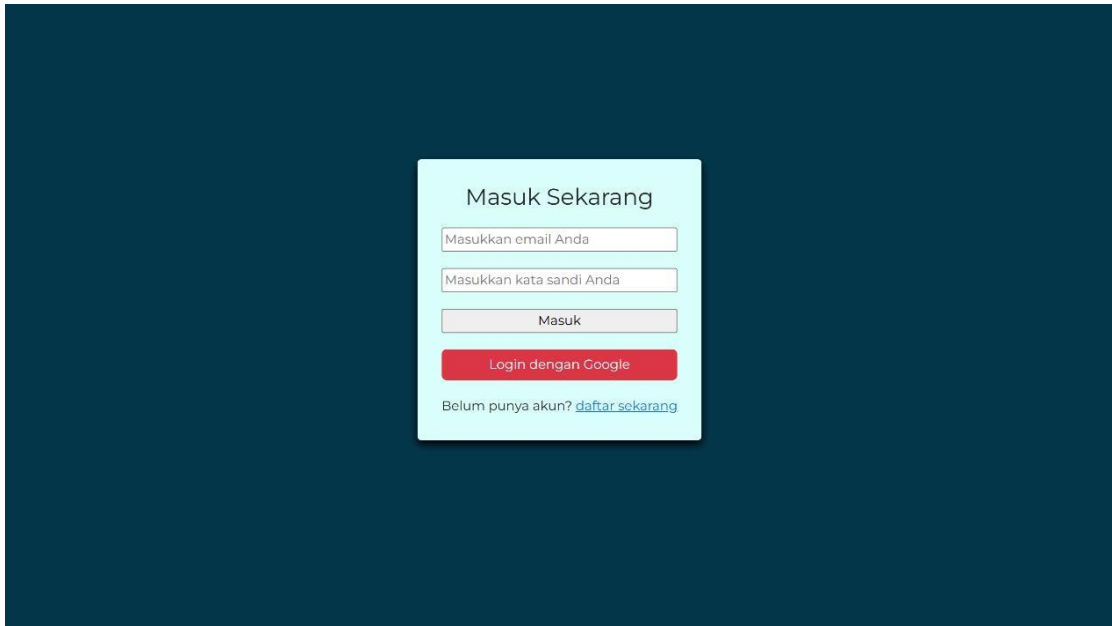 Masuk Sekarang
Masukkan email Anda
Masukkan kata sandi Anda
Masuk
Login dengan Google
Belum punya akun? daftar sekarang